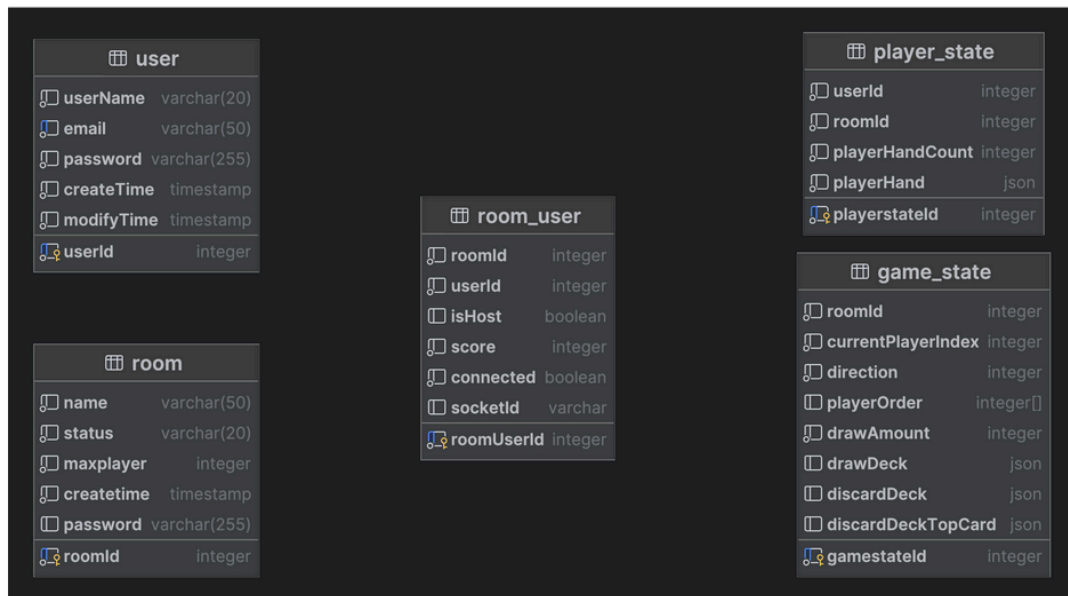 user
userName varchar(20)
email varchar(50)
password varchar(255)
createTime timestamp
modifyTime timestamp
userId integer
room
name varchar(50)
status varchar(20)
maxplayer integer
createtime timestamp
password varchar(255)
roomId integer
room_user
roomId integer
userId integer
isHost boolean
score integer
connected boolean
socketId varchar
roomUserId integer
player_state
userId integer
roomId integer
playerHandCount integer
playerHand json
playerstateId integer
game_state
roomId integer
currentPlayerIndex integer
direction integer
playerOrder integer[]
drawAmount integer
drawDeck json
discardDeck json
discardDeckTopCard json
gamestateId integer